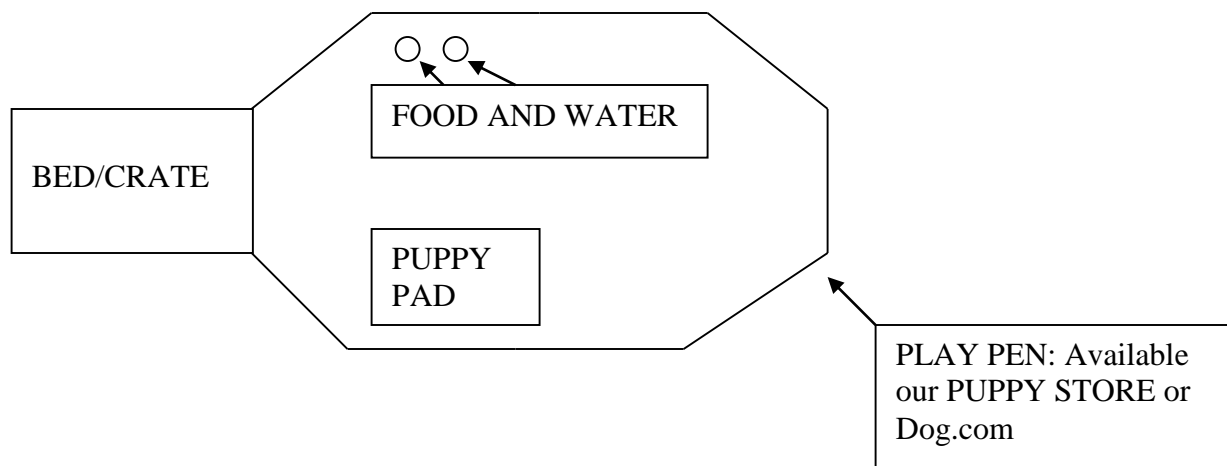 FOOD AND WATER
BED/CRATE
PUPPY
PAD
PLAY PEN: Available
our PUPPY STORE or
Dog.com